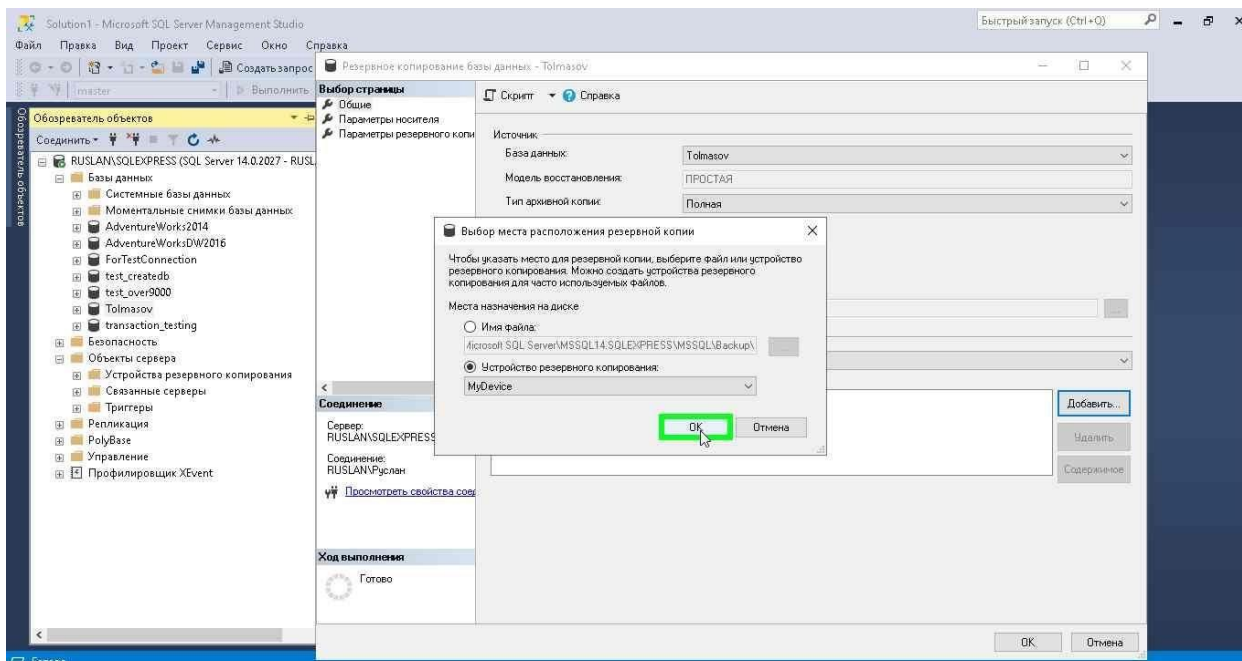 Solution1 - Microsoft SQL Server Management Studio
Быстрый запуск (Ctrl+Q)
Файл Правка Вид Проект Сервис Окно Справка
Создать запрос
master
Выполнить
Обозреватель объектов
Обозреватель объектов
Соединить
RUSLAN\SQLEXPRESS (SQL Server 14.0.2027 - RUSL
Базы данных
Системные базы данных
Моментальные снимки базы данных
AdventureWorks2014
AdventureWorksDW2016
ForTestConnection
test_createdb
test_over9000
Tolmasov
transaction_testing
Безопасность
Объекты сервера
Устройства резервного копирования
Связанные серверы
Триггеры
Репликация
PolyBase
Управление
Профилировщик XEvent
Резервное копирование базы данных - Tolmasov
Выбор страницы
Общие
Параметры носителя
Параметры резервного копи
Скрипт
Справка
Источник
База данных:
Tolmasov
Модель восстановления:
ПРОСТАЯ
Тип архивной копии:
Полная
Выбор места расположения резервной копии
Чтобы указать место для резервной копии, выберите файл или устройство
резервного копирования. Можно создать устройства резервного
копирования для часто используемых файлов.
Места назначения на диске
Имя файла:
Microsoft SQL Server\MSSQL14.SQLEXPRESS\MSSQL\Backup\
...
Устройство резервного копирования:
MyDevice
OK
Отмена
...
Добавить...
Удалить
Содержимое
Соединение
Сервер:
RUSLAN\SQLEXPRESS
Соединение:
RUSLAN\Руслан
Просмотреть свойства соед
Ход выполнения
Готово
OK
Отмена